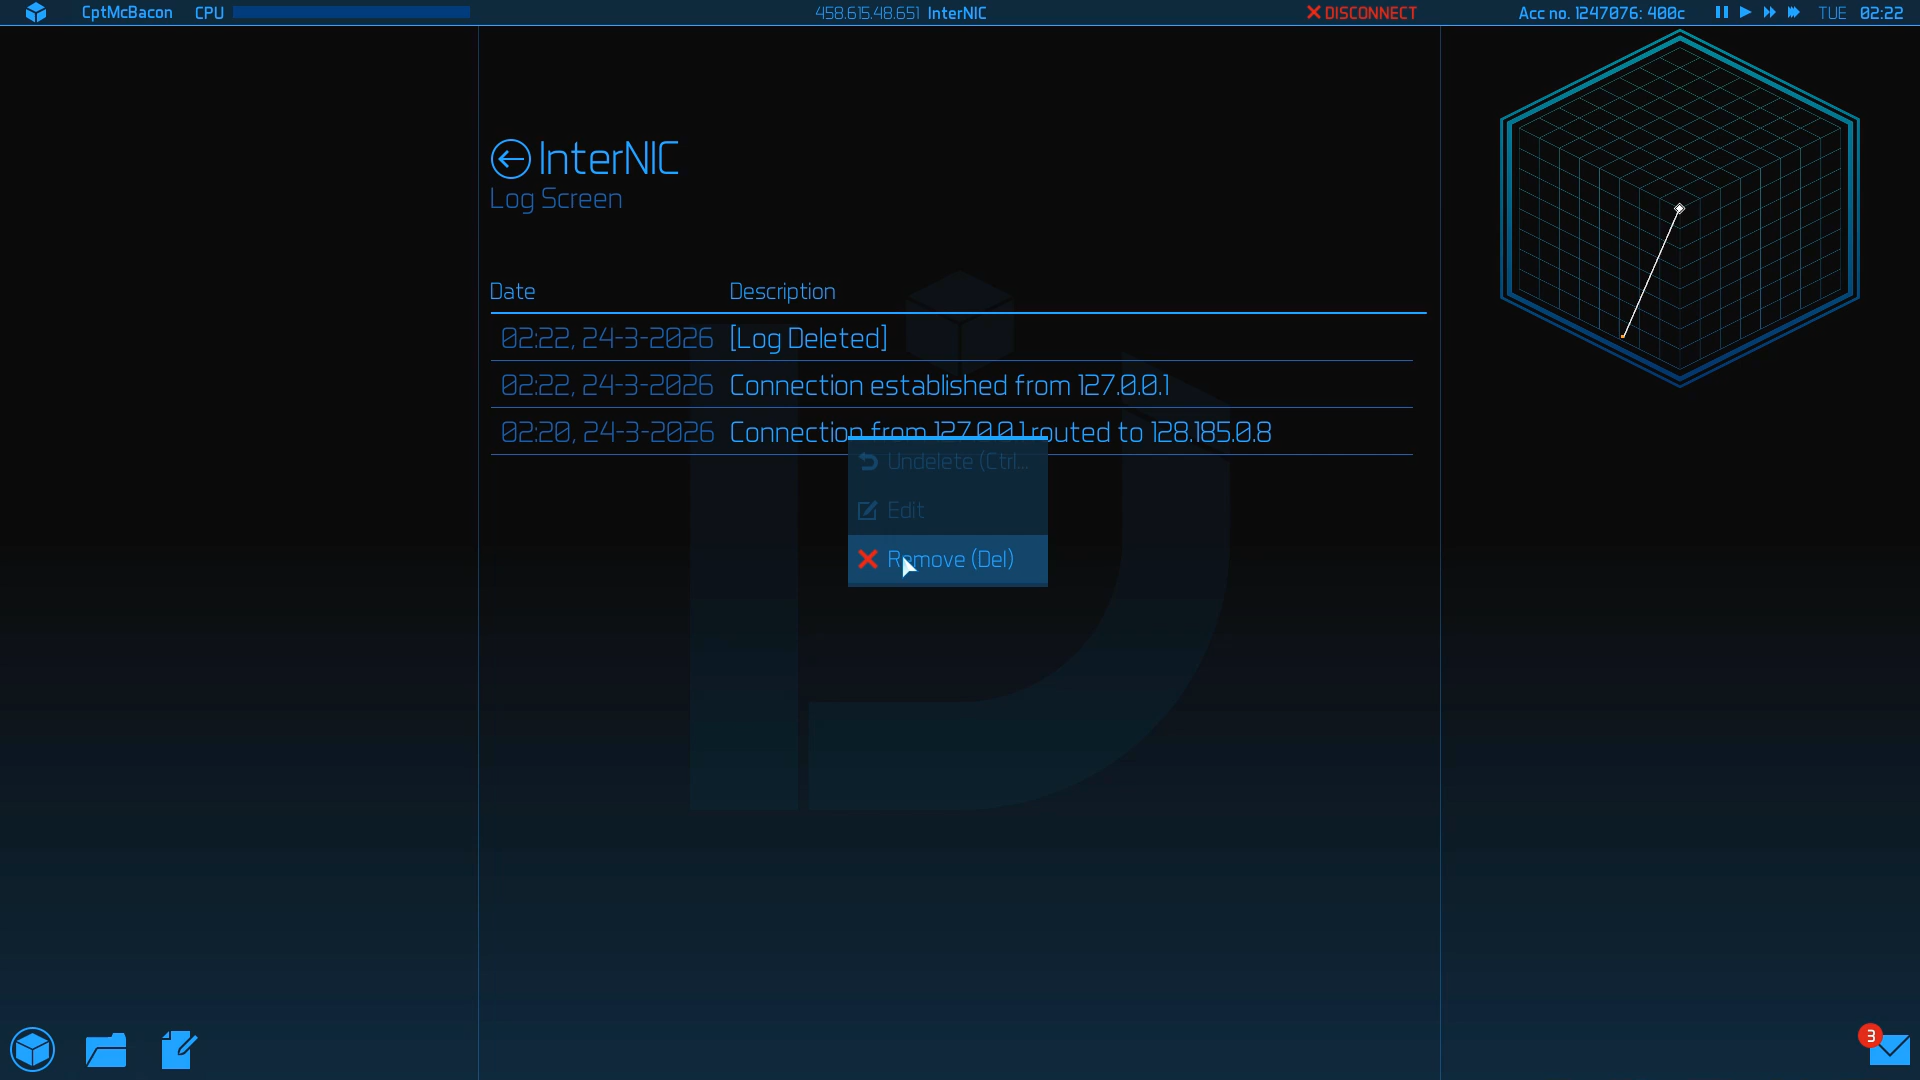 CptMcBacon CPU 458.615.48.651 InterNIC DISCONNECT Acc no. 1247076: 400c TUE 02:22
InterNIC
Log Screen
Date Description
02:22, 24-3-2026 [Log Deleted]
02:22, 24-3-2026 Connection established from 127.0.0.1
02:20, 24-3-2026 Connection from 127.0.0.1 routed to 128.185.0.8
Undelete (Ctrl...
Edit
Remove (Del)
3